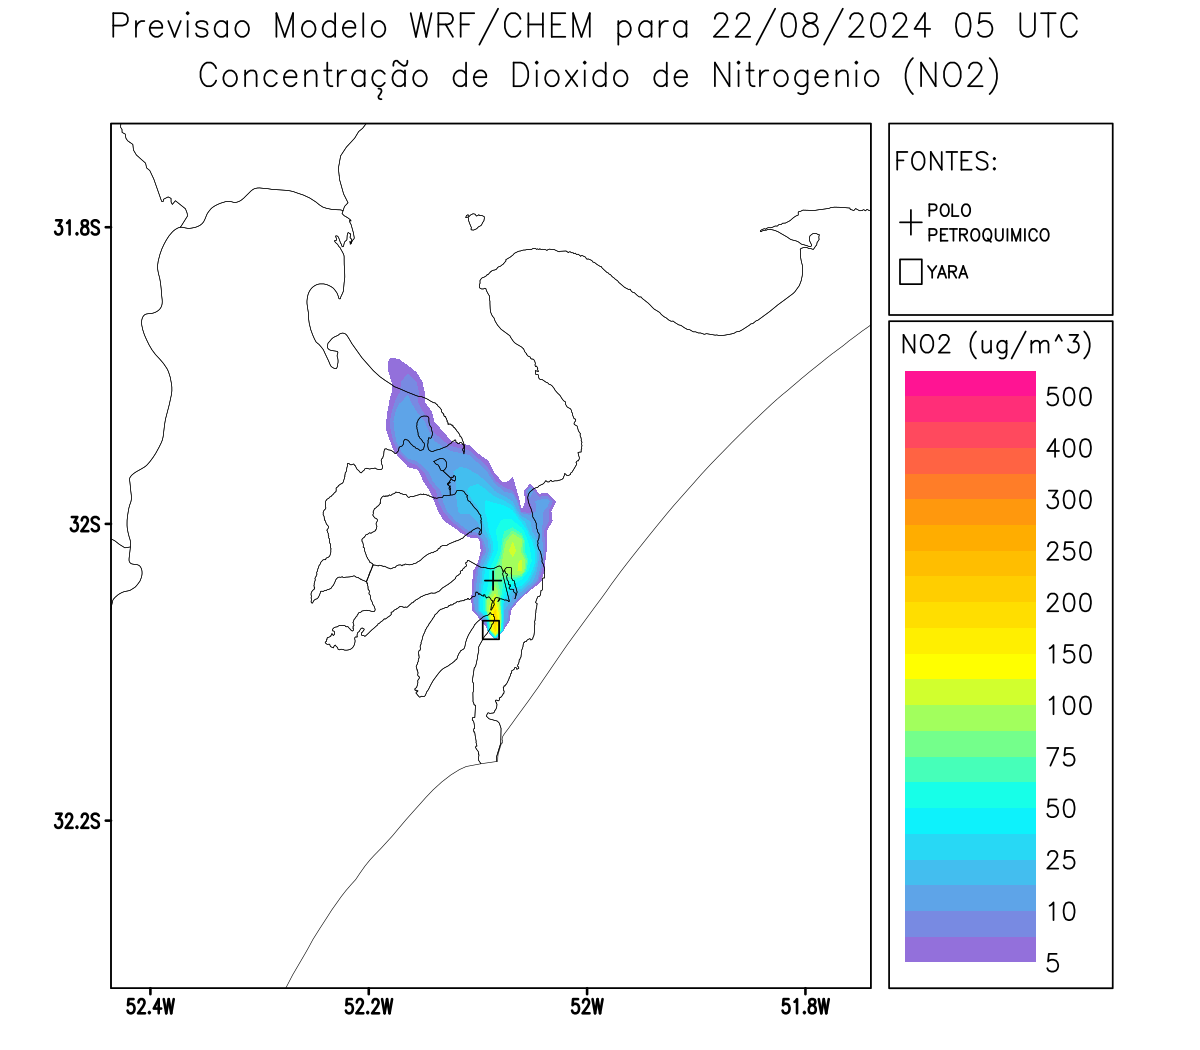 Previsao Modelo WRF/CHEM para 22/08/2024 05 UTC
Concentração de Dioxido de Nitrogenio (NO2)
FONTES:
POLO
PETROQUIMICO
YARA
NO2 (ug/m^3)
500
400
300
250
200
150
100
75
50
25
10
5
31.8S
32S
32.2S
52.4W
52.2W
52W
51.8W